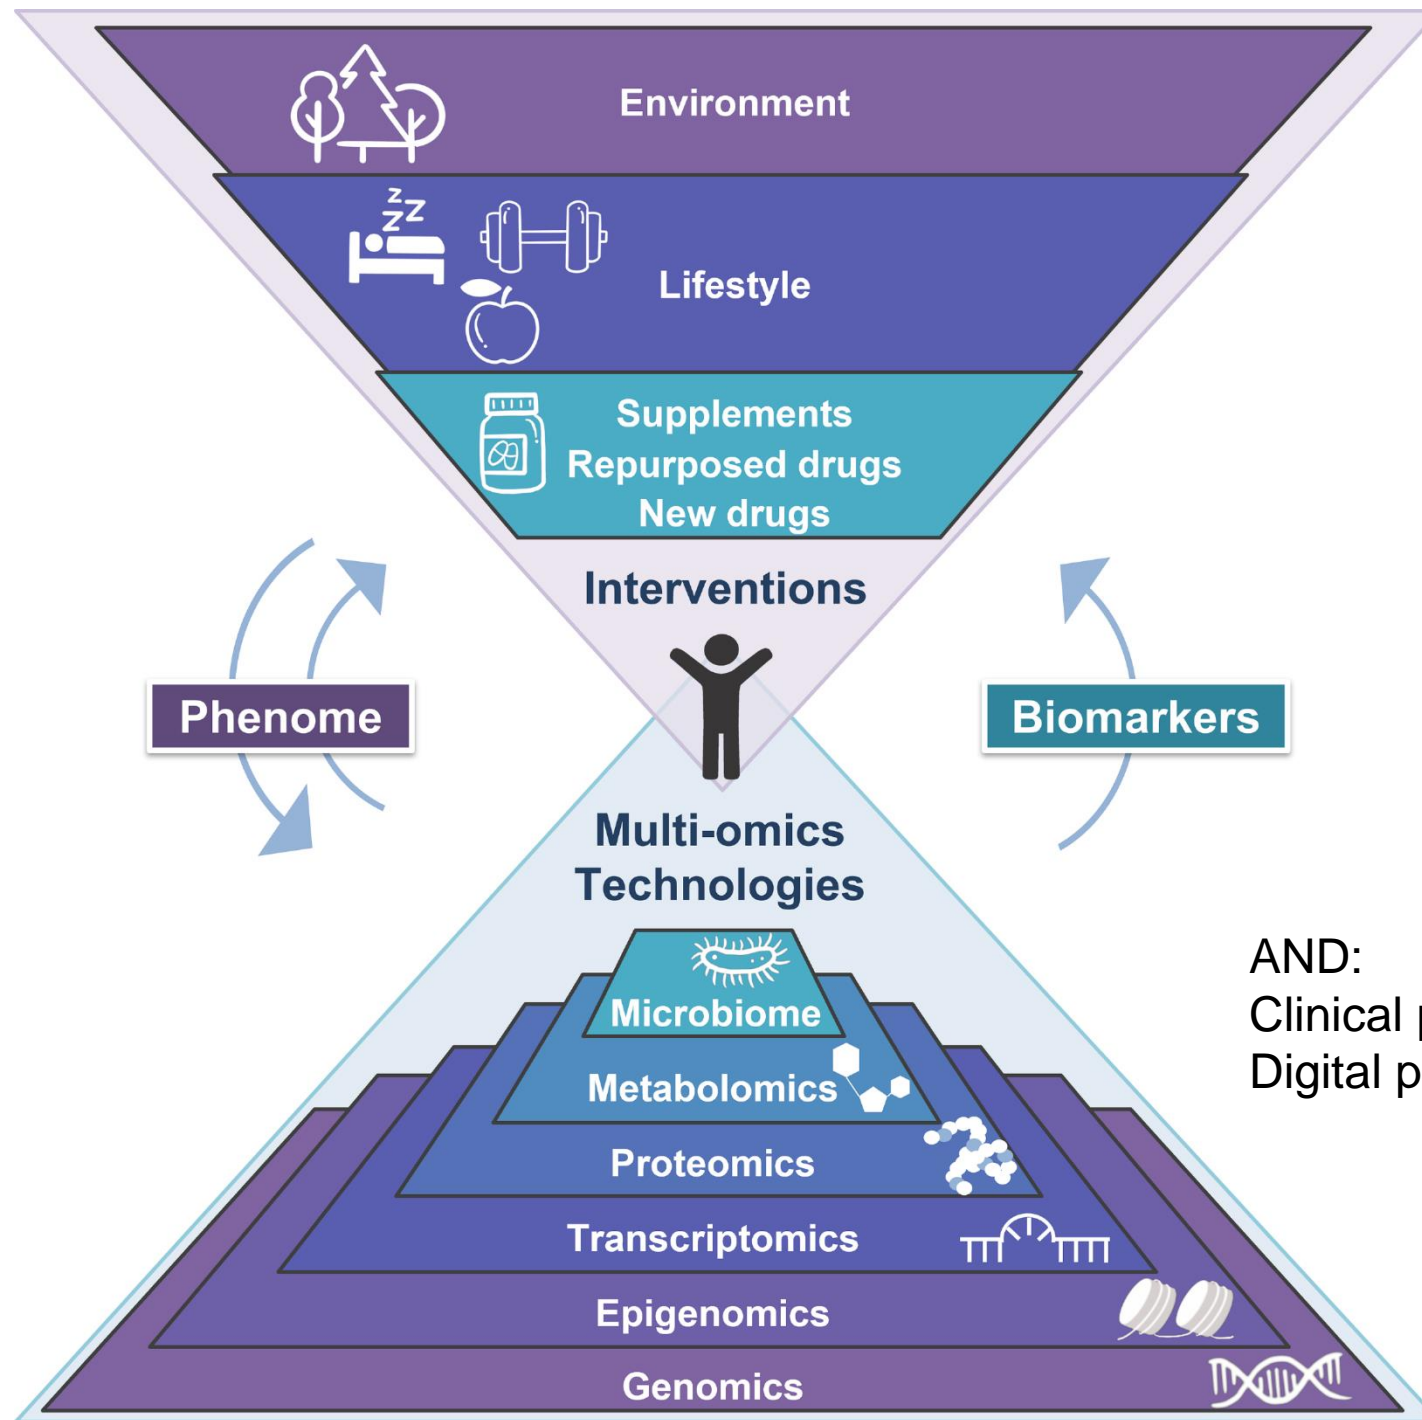 Environment
zZZ
Lifestyle
Supplements
Repurposed drugs
New drugs
Interventions
Phenome
Biomarkers
Multi-omics
Technologies
AND:
Clinical
Digital
Microbiome
Metabolomics
Proteomics
Transcriptomics
Epigenomics
Genomics